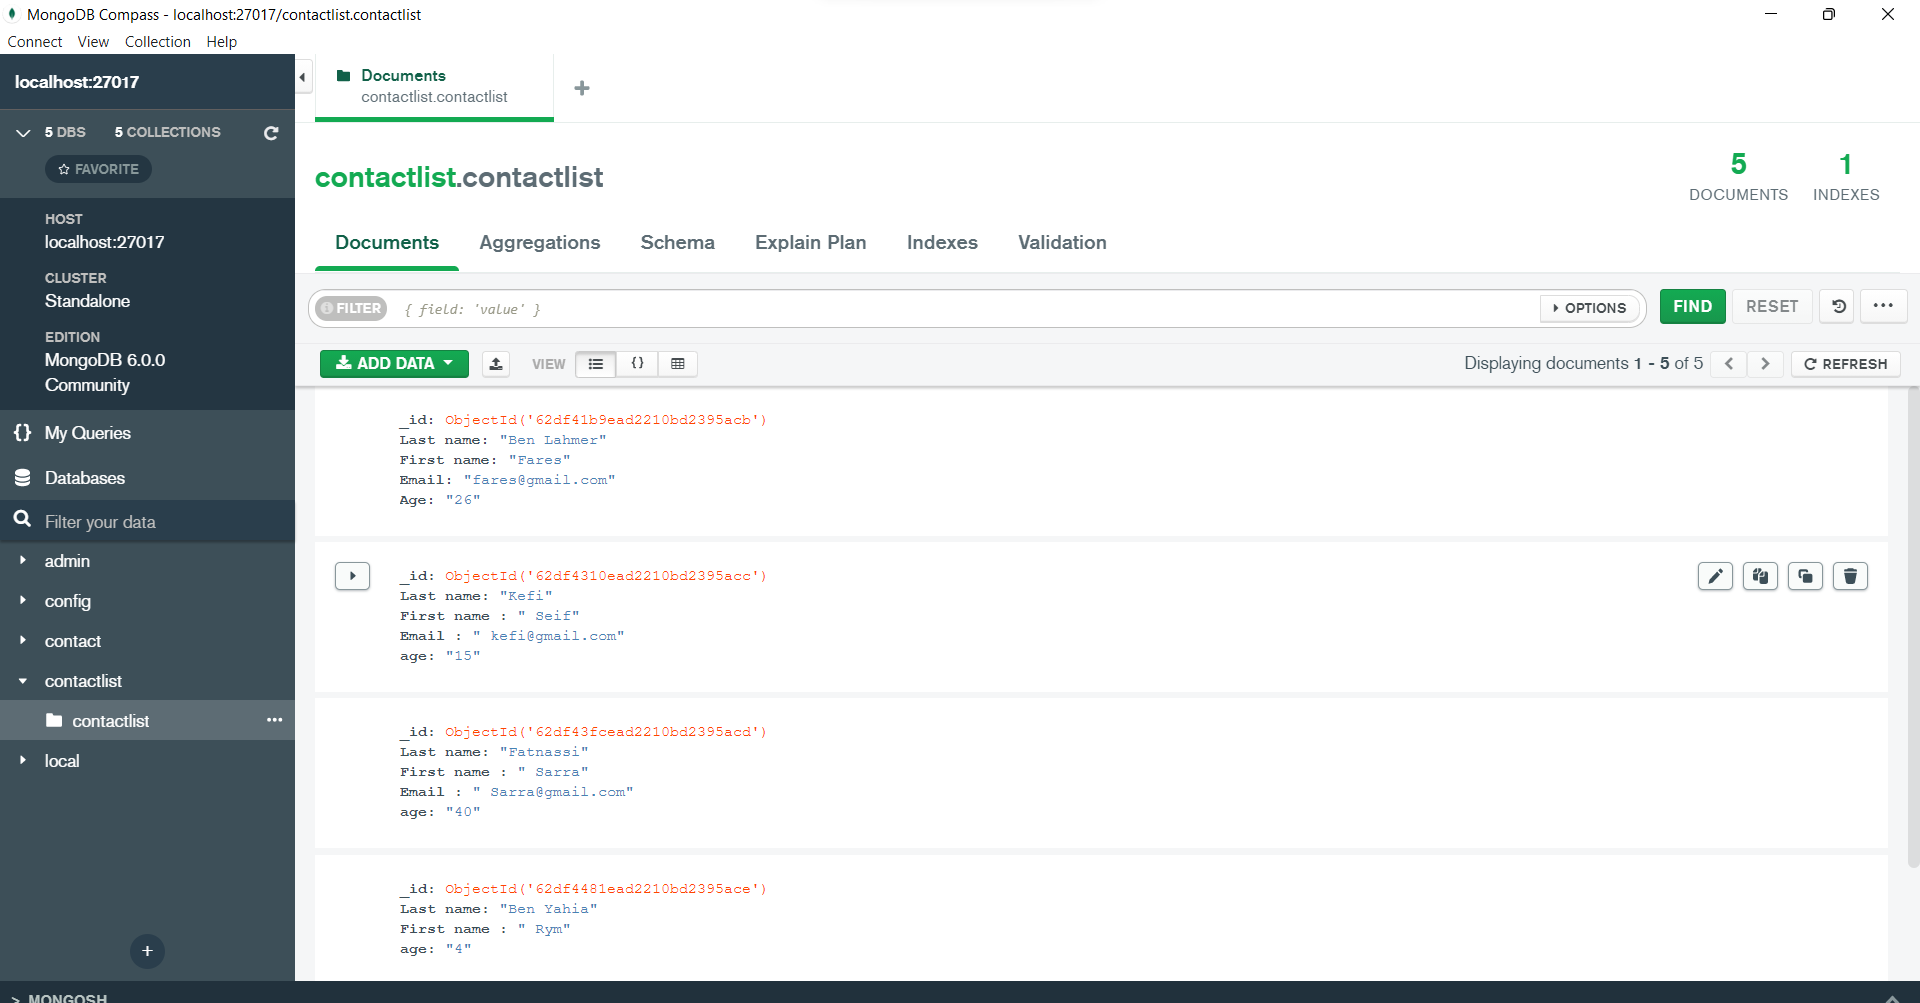 MongoDB Compass - localhost:27017/contactlist.contactlist
Connect View Collection Help
localhost:27017
5 DBS 5 COLLECTIONS
FAVORITE
HOST
localhost:27017
CLUSTER
Standalone
EDITION
MongoDB 6.0.0
Community
{} My Queries
Databases
Filter your data
admin
config
contact
contactlist
contactlist
local
+
> MONGOSH
Documents
contactlist.contactlist
+
contactlist.contactlist
5
DOCUMENTS
1
INDEXES
Documents Aggregations Schema Explain Plan Indexes Validation
FILTER { field: 'value' } OPTIONS FIND RESET
ADD DATA VIEW {} Displaying documents 1 - 5 of 5 < > REFRESH
_id: ObjectId('62df41b9ead2210bd2395acb')
Last name: "Ben Lahmer"
First name: "Fares"
Email: "fares@gmail.com"
Age: "26"
_id: ObjectId('62df4310ead2210bd2395acc')
Last name: "Kefi"
First name : " Seif"
Email : " kefi@gmail.com"
age: "15"
_id: ObjectId('62df43fcead2210bd2395acd')
Last name: "Fatnassi"
First name : " Sarra"
Email : " Sarra@gmail.com"
age: "40"
_id: ObjectId('62df4481ead2210bd2395ace')
Last name: "Ben Yahia"
First name : " Rym"
age: "4"